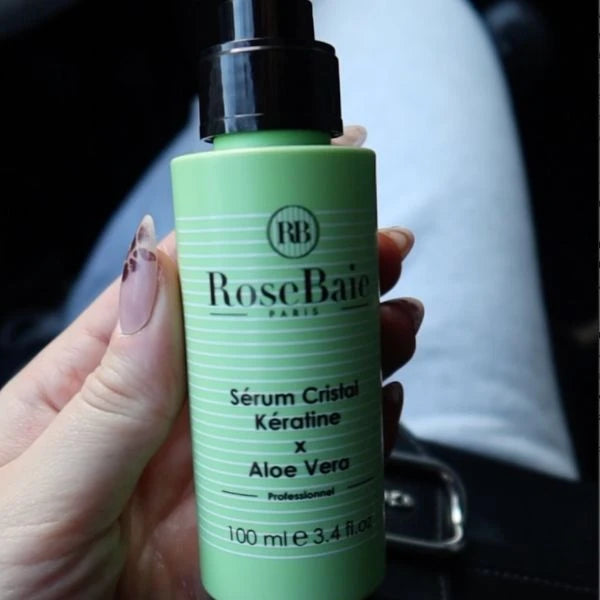 RB
RoseBaie
PARIS
Sérum Cristal
Kératine
x
Aloe Vera
Professionnel
100 ml e 3.4 fl.oz